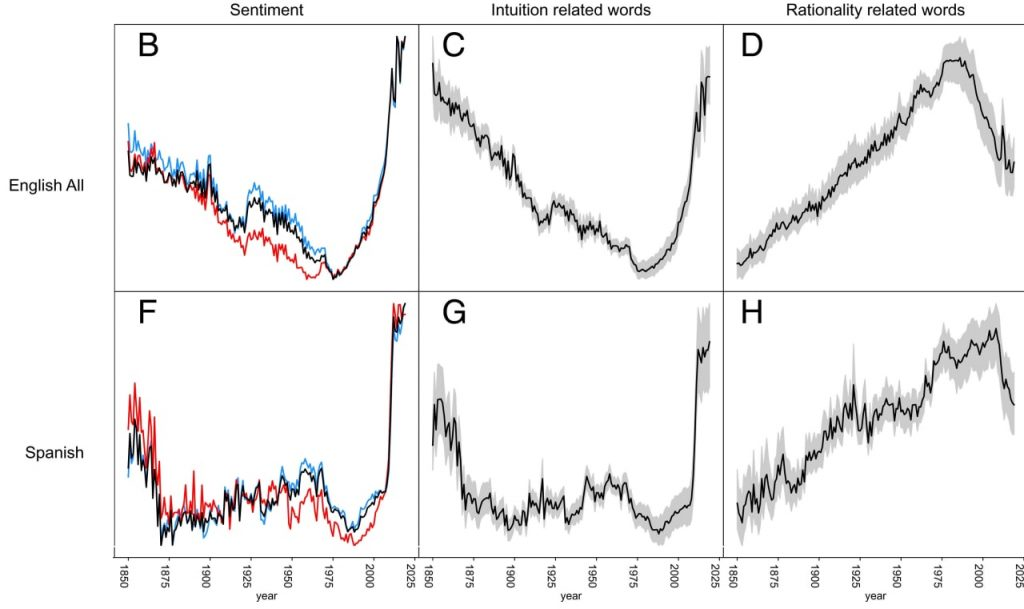 Sentiment Intuition related words Rationality related words
B C D
English All
F G H
Spanish
1850 1875 1900 1925 1950 1975 2000 2025 1850 1875 1900 1925 1950 1975 2000 2025 1850 1875 1900 1925 1950 1975 2000 2025
year year year